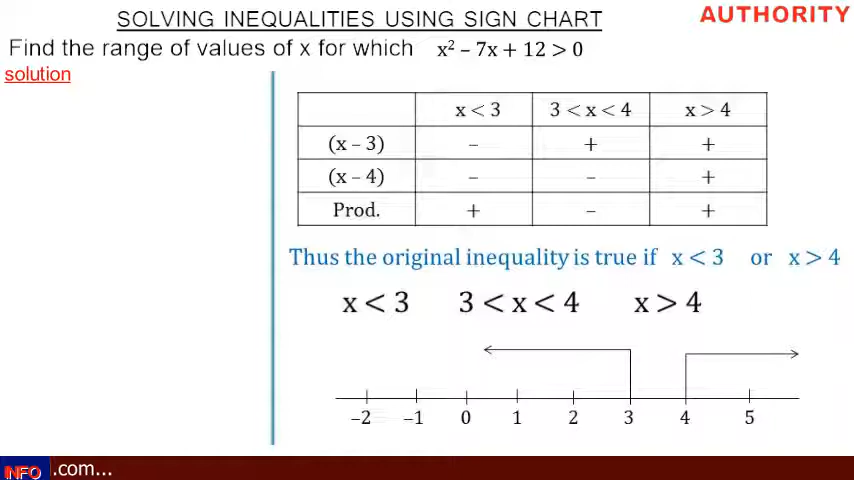 SOLVING INEQUALITIES USING SIGN CHART
AUTHORITY
Find the range of values of x for which x² – 7x + 12 > 0
solution
x < 3 3 < x < 4 x > 4
(x – 3) – + +
(x – 4) – – +
Prod. + – +
Thus the original inequality is true if x < 3 or x > 4
x < 3 3 < x < 4 x > 4
–2 –1 0 1 2 3 4 5
INFO .com...